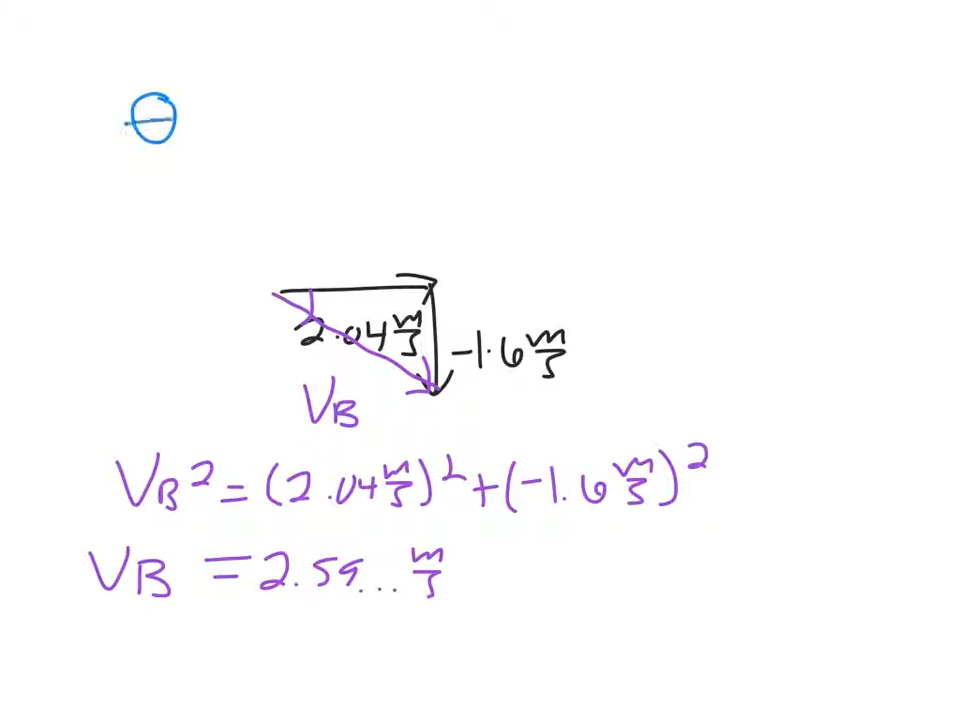 θ
2.04 m/s
-1.6 m/s
VB
VB² = (2.04 m/s)² + (-1.6 m/s)²
VB = 2.59... m/s